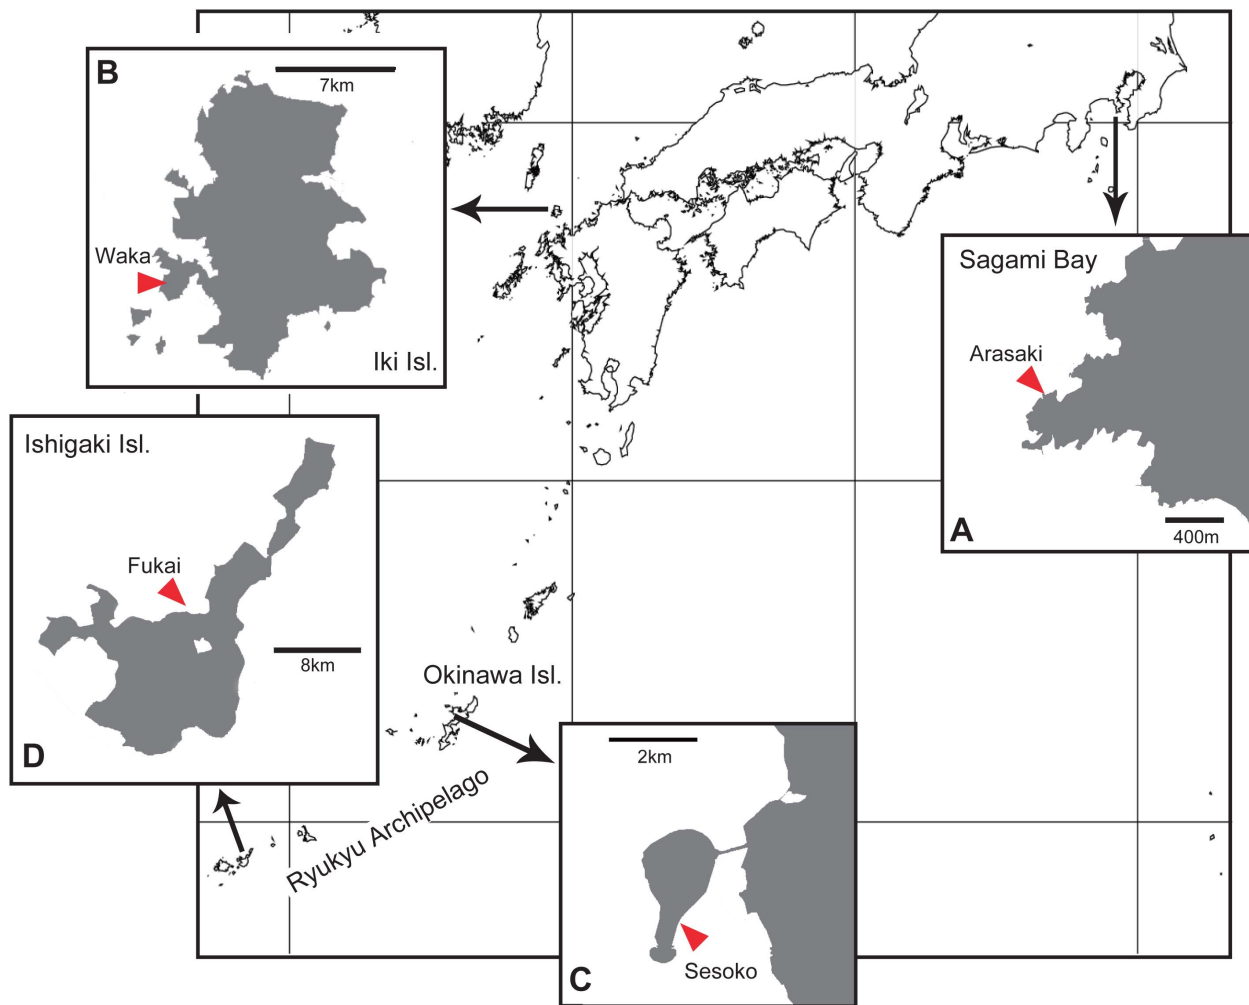 B
7km
Waka
Iki Isl.
Sagami Bay
Arasaki
A
400m
Ishigaki Isl.
Fukai
8km
D
Okinawa Isl.
Ryukyu Archipelago
2km
C
Sesoko